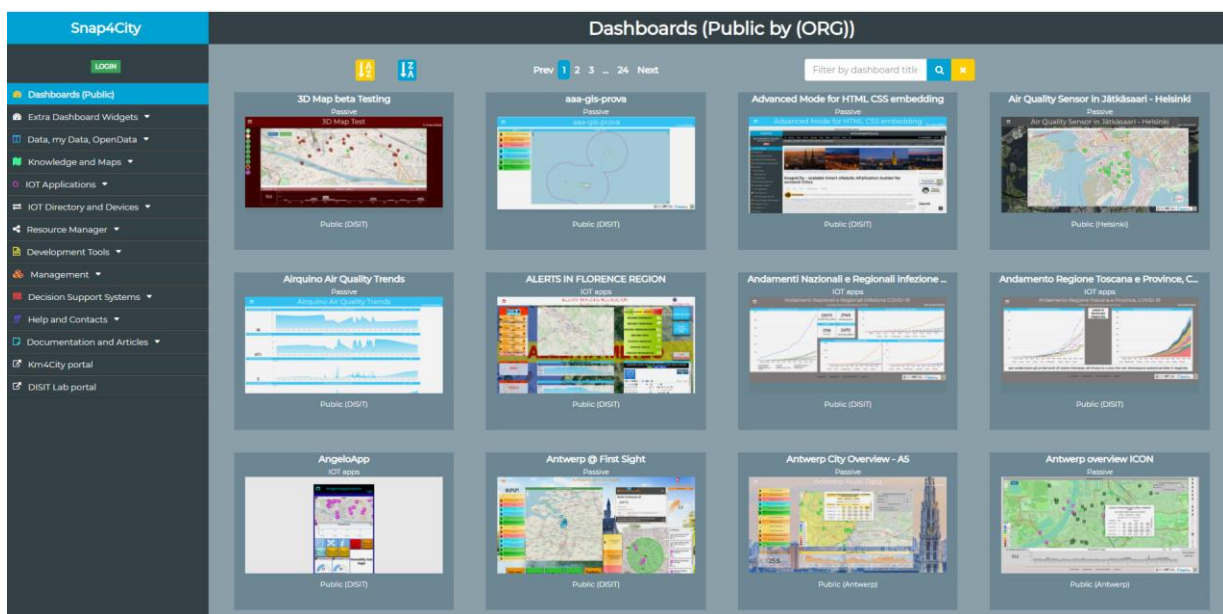 Snap4City
Dashboards (Public by (ORG))
LOGIN
Prev 1 2 3 ... 24 Next
Filter by dashboard title
Dashboards (Public)
Extra Dashboard Widgets
Data, my Data, OpenData
Knowledge and Maps
IOT Applications
IOT Directory and Devices
Resource Manager
Development Tools
Management
Decision Support Systems
Help and Contacts
Documentation and Articles
Km4City portal
DISIT Lab portal
3D Map beta Testing
Passive
3D Map Test
Public (DISIT)
aaa-gis-prova
Passive
aaa-gis-prova
Public (DISIT)
Advanced Mode for HTML CSS embedding
Passive
Advanced Mode for HTML CSS embedding
Public (DISIT)
Air Quality Sensor in Jätkäsaari - Helsinki
Passive
Air Quality Sensor in Jätkäsaari - Helsinki
Public (Helsinki)
Airquino Air Quality Trends
Passive
Airquino Air Quality Trends
Public (DISIT)
ALERTS IN FLORENCE REGION
IOT apps
ALERTS IN FLORENCE REGION
Public (DISIT)
Andamenti Nazionali e Regionali infezione ...
IOT apps
Andamenti Nazionali e Regionali Infezione COVID-19
Public (DISIT)
Andamento Regione Toscana e Province, C...
IOT apps
Andamento Regione Toscana e Province, COVID-19
Public (DISIT)
AngeloApp
IOT apps
Public (DISIT)
Antwerp @ First Sight
Passive
Antwerp @ First Sight
Public (DISIT)
Antwerp City Overview - A5
Passive
Public (Antwerp)
Antwerp overview ICON
Passive
Public (Antwerp)